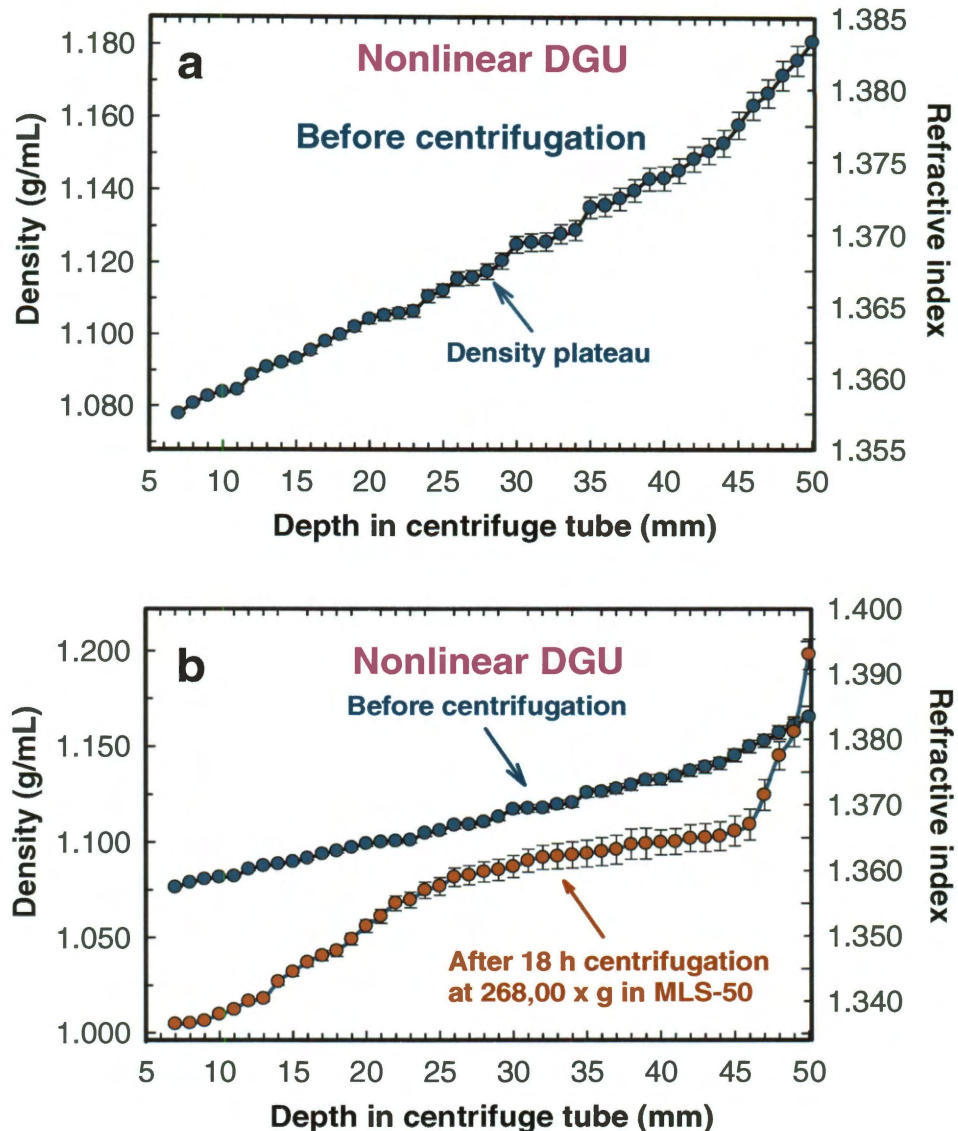 a
Nonlinear DGU
Before centrifugation
Density plateau
Density (g/mL)
1.180
1.160
1.140
1.120
1.100
1.080
Refractive index
1.385
1.380
1.375
1.370
1.365
1.360
1.355
5 10 15 20 25 30 35 40 45 50
Depth in centrifuge tube (mm)
b
Nonlinear DGU
Before centrifugation
After 18 h centrifugation
at 268,00 x g in MLS-50
Density (g/mL)
1.200
1.150
1.100
1.050
1.000
Refractive index
1.400
1.390
1.380
1.370
1.360
1.350
1.340
5 10 15 20 25 30 35 40 45 50
Depth in centrifuge tube (mm)